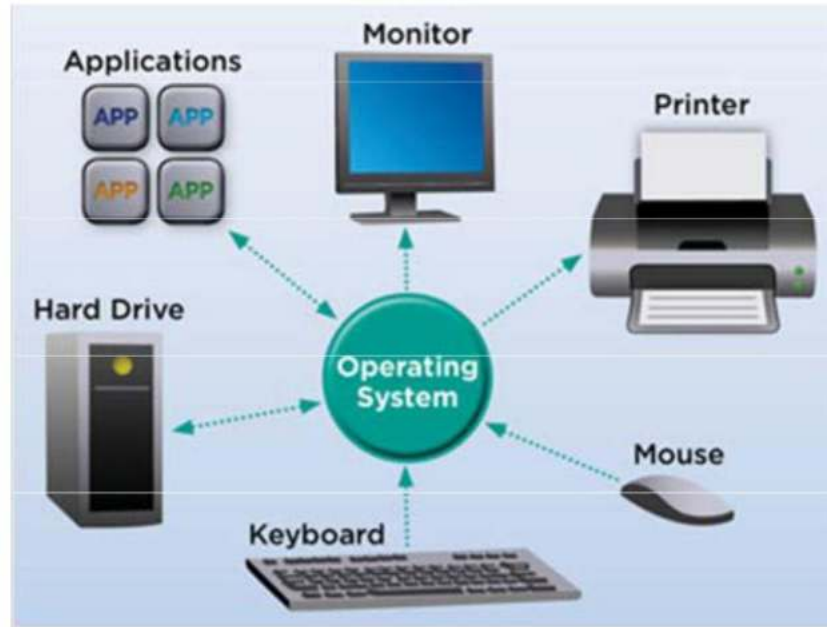 Monitor
Applications
Printer
APP APP
APP APP
Hard Drive
Operating
System
Mouse
Keyboard